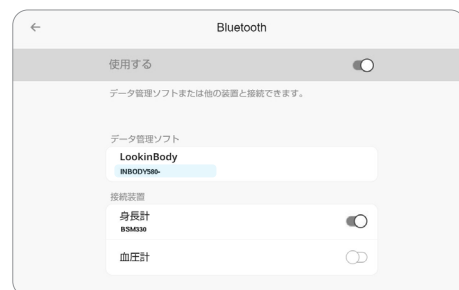 Bluetooth
使用する
データ管理ソフトまたは他の装置と接続できます。
データ管理ソフト
LookinBody
INBODY580-
接続装置
身長計
BSM330
血圧計